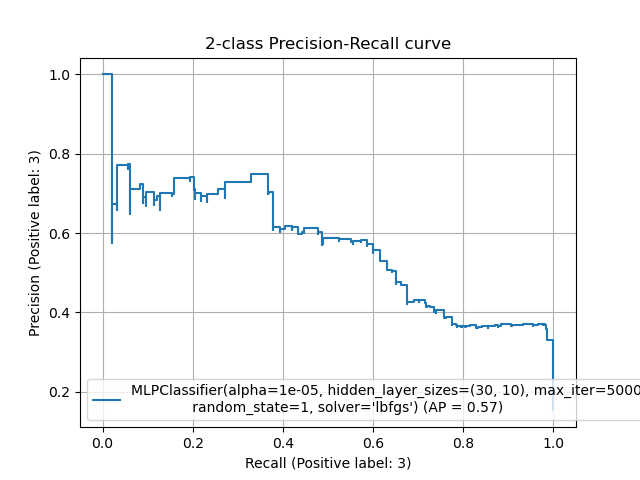 2-class Precision-Recall curve
Precision (Positive label: 3)
1.0
0.8
0.6
0.4
0.2
MLPClassifier(alpha=1e-05, hidden_layer_sizes=(30, 10), max_iter=5000
random_state=1, solver='lbfgs') (AP = 0.57)
0.0 0.2 0.4 0.6 0.8 1.0
Recall (Positive label: 3)